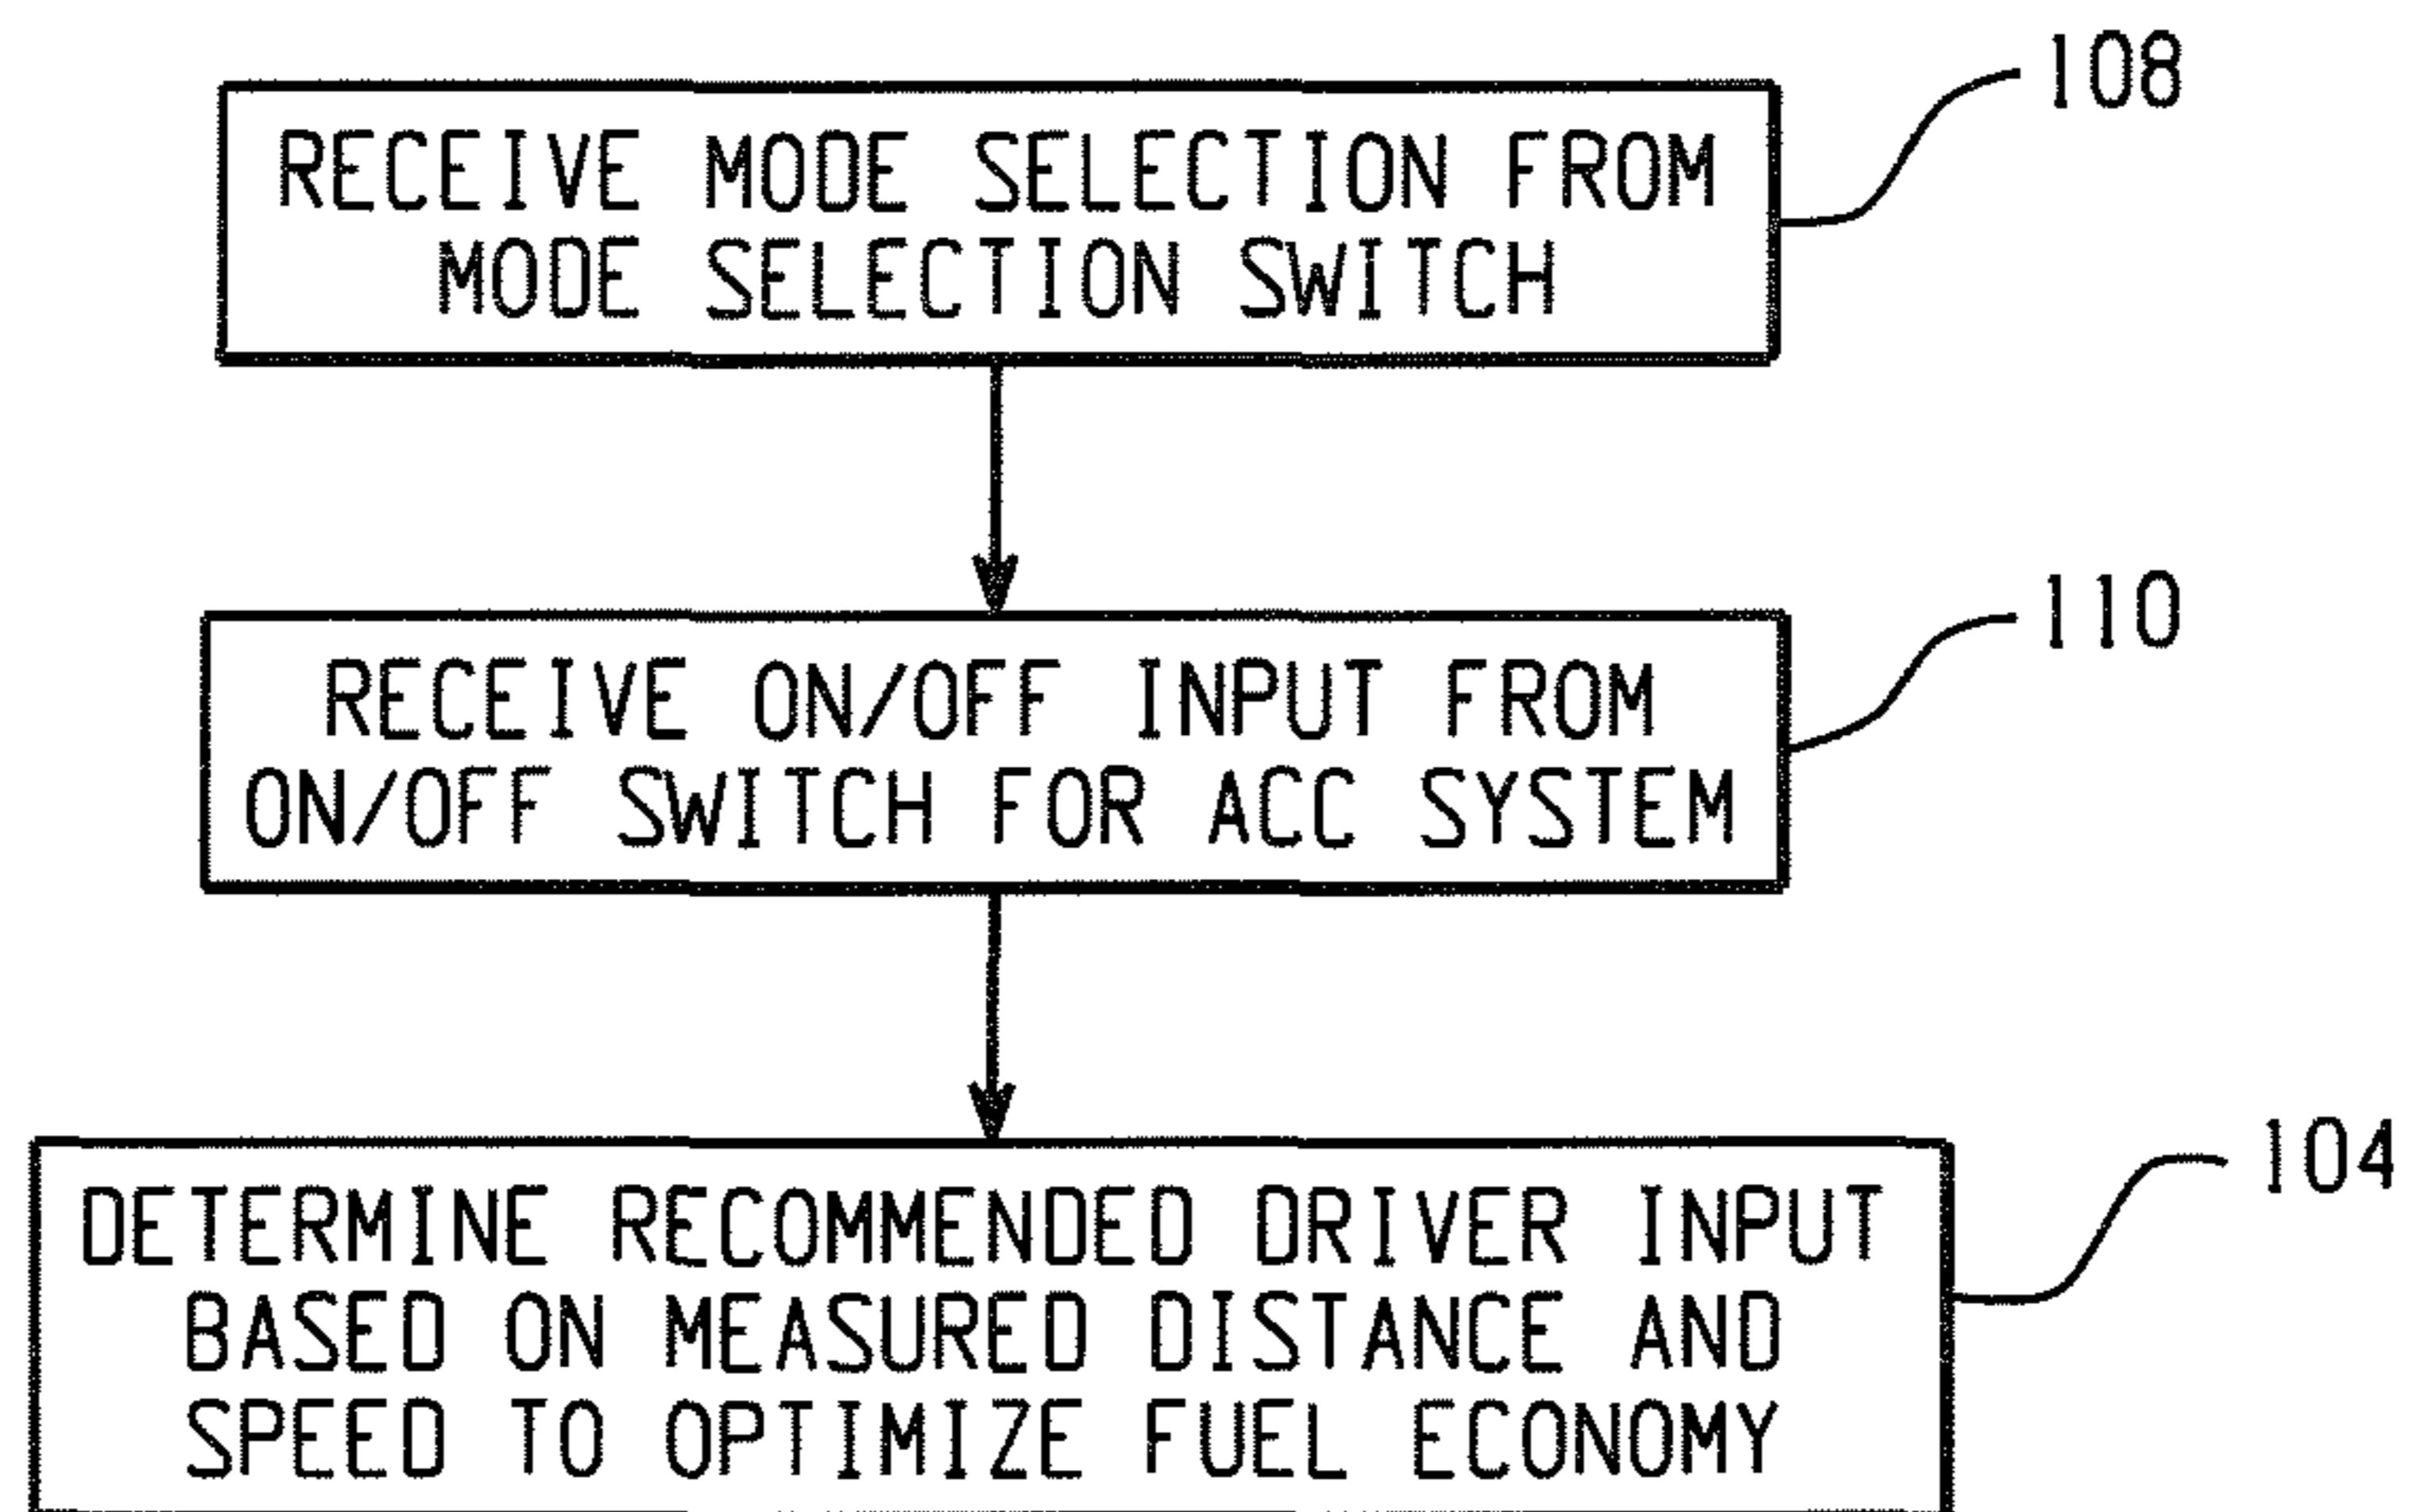 108
RECEIVE MODE SELECTION FROM
MODE SELECTION SWITCH
110
RECEIVE ON/OFF INPUT FROM
ON/OFF SWITCH FOR ACC SYSTEM
104
DETERMINE RECOMMENDED DRIVER INPUT
BASED ON MEASURED DISTANCE AND
SPEED TO OPTIMIZE FUEL ECONOMY